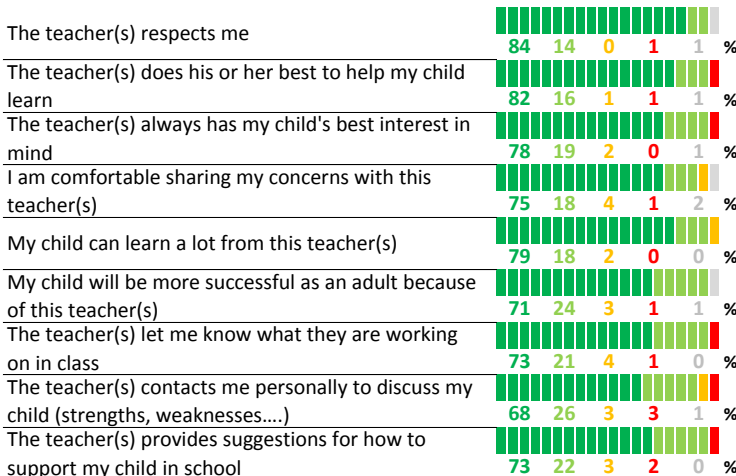 The teacher(s) respects me
84 14 0 1 1 %
The teacher(s) does his or her best to help my child
learn
82 16 1 1 1 %
The teacher(s) always has my child's best interest in
mind
78 19 2 0 1 %
I am comfortable sharing my concerns with this
teacher(s)
75 18 4 1 2 %
My child can learn a lot from this teacher(s)
79 18 2 0 0 %
My child will be more successful as an adult because
of this teacher(s)
71 24 3 1 1 %
The teacher(s) let me know what they are working
on in class
73 21 4 1 0 %
The teacher(s) contacts me personally to discuss my
child (strengths, weaknesses....)
68 26 3 3 1 %
The teacher(s) provides suggestions for how to
support my child in school
73 22 3 2 0 %